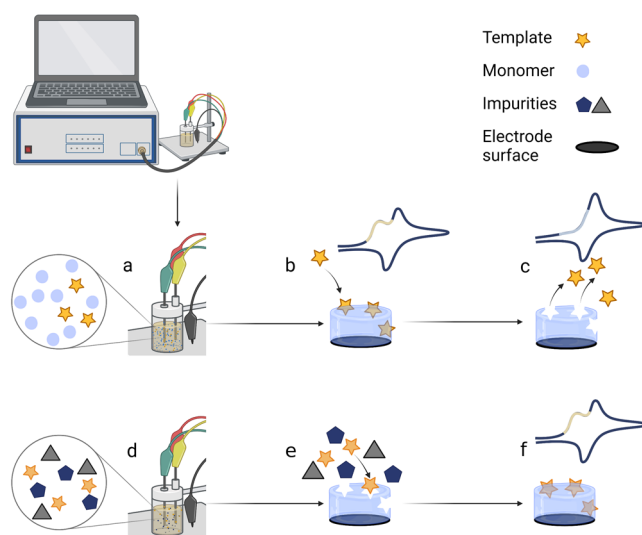 Template
Monomer
Impurities
Electrode
surface
a
b
c
d
e
f